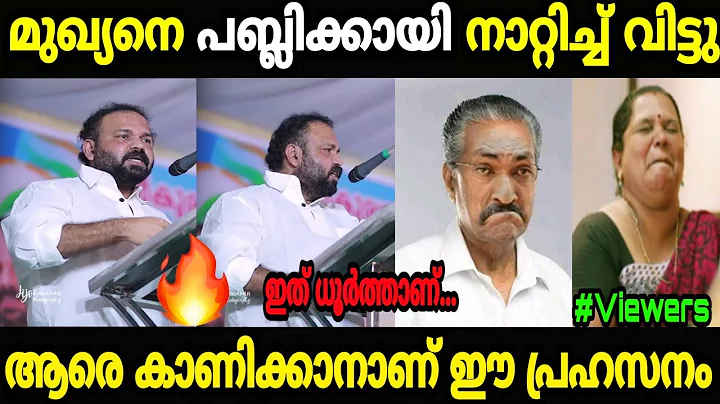 മുഖ്യനെ പബ്ലിക്കായി നാറ്റിച്ച് വിട്ടു
ഇത് ധൂർത്താണ്...
#Viewers
ആരെ കാണിക്കാനാണ് ഈ പ്രഹസനം